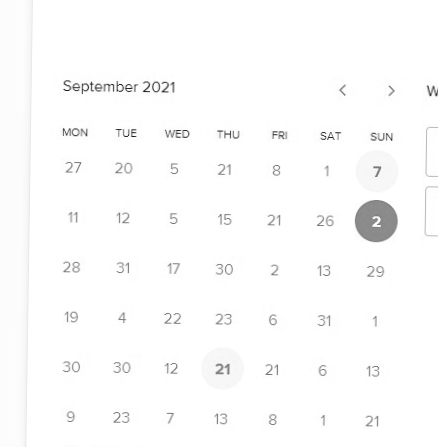 September 2021 < > W
MON TUE WED THU FRI SAT SUN
27 20 5 21 8 1 7
11 12 5 15 21 26 2
28 31 17 30 2 13 29
19 4 22 23 6 31 1
30 30 12 21 21 6 13
9 23 7 13 8 1 21